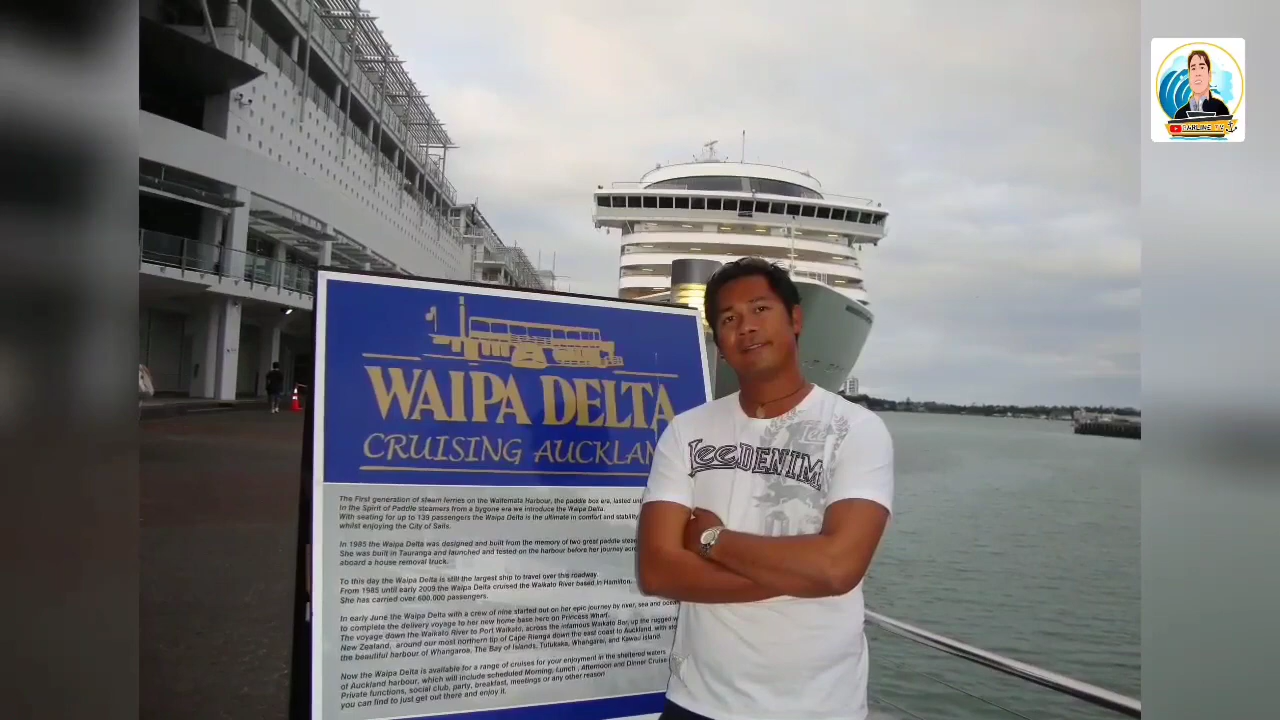 WAIPA DELTA
CRUISING AUCKLAN
The First generation of steam ferries on the Waitemata Harbour, the paddle box era, lasted
In the Spirit of Paddle steamers from a bygone era we introduce the Waipa Delta.
With seating for up to 139 passengers the Waipa Delta is the ultimate in comfort and stability
whilst enjoying the City of Sails.
In 1985 the Waipa Delta was designed and built from the memory of two great paddle
She was built in Tauranga and launched and tested on the harbour before her journey
aboard a house removal truck.
To this day the Waipa Delta is still the largest ship to travel over this roadway.
From 1985 until early 2009 the Waipa Delta cruised the Waikato River based in Hamilton.
She has carried over 600,000 passengers.
In early June the Waipa Delta with a crew of nine started out on her epic journey by river, sea and
to complete the delivery voyage to her new home base here on Princess Wharf.
The voyage down the Waikato River to Port Waikato, across the infamous Waikato Bar, up the rugged
New Zealand, around our most northern tip of Cape Rienga down the east coast to Auckland, with
the beautiful harbour of Whangaroa, The Bay of Islands, Tutukaka, Whangarei, and Kawau island.
Now the Waipa Delta is available for a range of cruises for your enjoyment in the sheltered waters
of Auckland harbour, which will include scheduled Morning, Lunch, Afternoon and Dinner
Private functions, social club, party, breakfast, meetings or any other reason
you can find to just get out there and enjoy it.
Lee DENIM
Lee